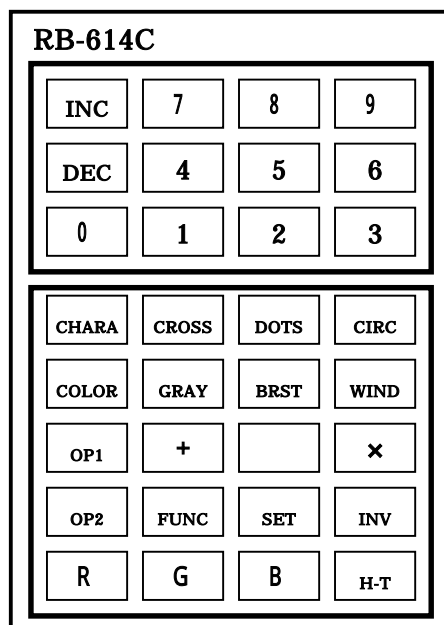 RB-614C
INC 7 8 9
DEC 4 5 6
0 1 2 3
CHARA CROSS DOTS CIRC
COLOR GRAY BRST WIND
OP1 + ×
OP2 FUNC SET INV
R G B H-T